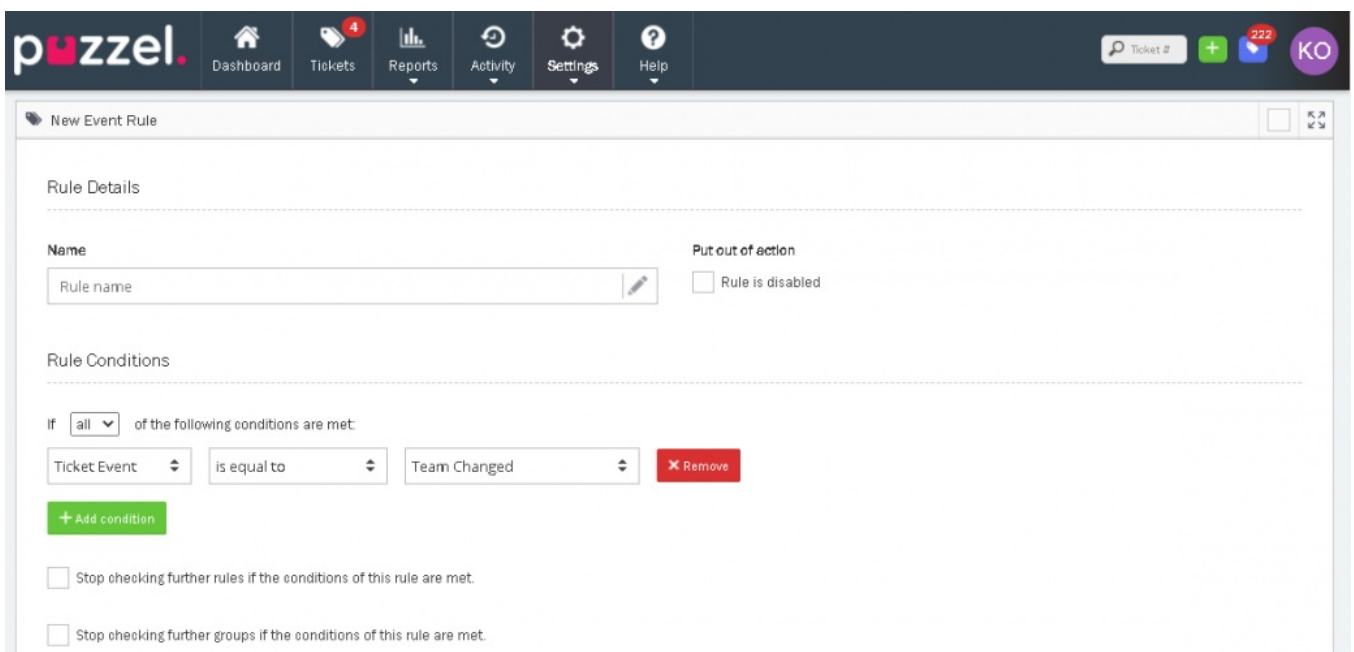 puzzel.
Dashboard
Tickets
4
Reports
Activity
Settings
Help
Ticket #
222
KO
New Event Rule
Rule Details
Name
Put out of action
Rule name
Rule is disabled
Rule Conditions
If all of the following conditions are met:
Ticket Event is equal to Team Changed Remove
Add condition
Stop checking further rules if the conditions of this rule are met.
Stop checking further groups if the conditions of this rule are met.